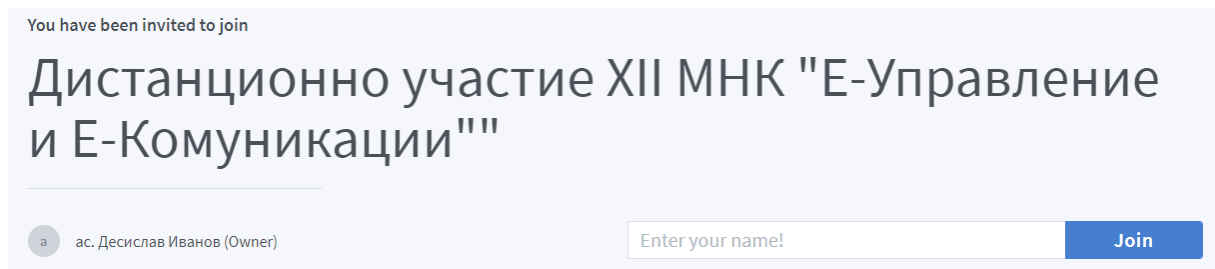 You have been invited to join
Дистанционно участие XII МНК "Е-Управление
и Е-Комуникации""
а
ас. Десислав Иванов (Owner)
Enter your name!
Join